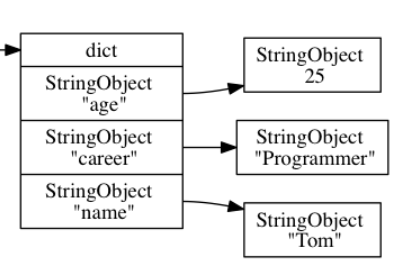 dict
StringObject
"age"
StringObject
25
StringObject
"career"
StringObject
"Programmer"
StringObject
"name"
StringObject
"Tom"